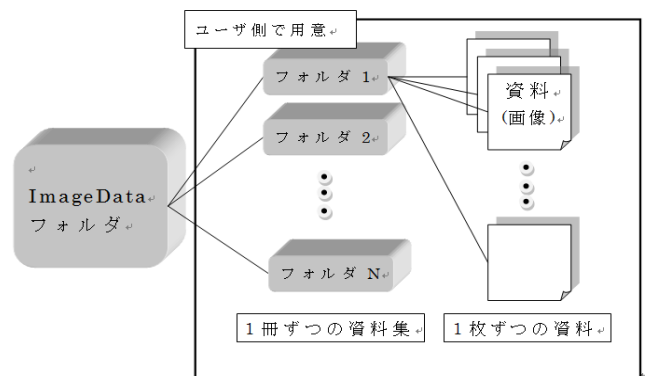 ユーザ側で用意
フォルダ 1
資料
(画像)
フォルダ 2
ImageData
フォルダ
フォルダ N
1冊ずつの資料集
1枚ずつの資料